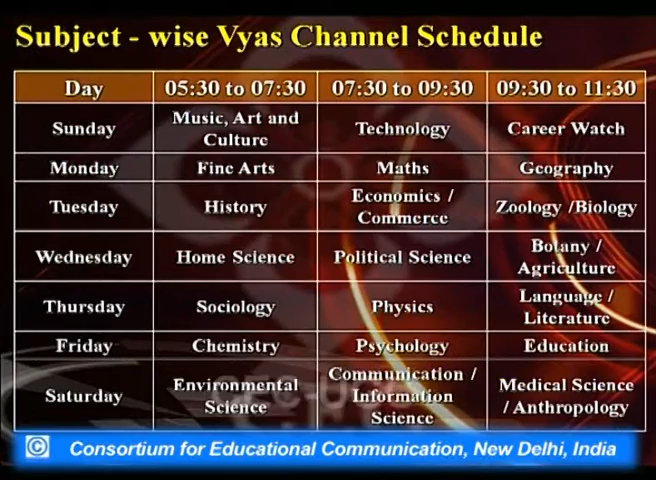 Subject - wise Vyas Channel Schedule
Day 05:30 to 07:30 07:30 to 09:30 09:30 to 11:30
Sunday Music, Art and Culture Technology Career Watch
Monday Fine Arts Maths Geography
Tuesday History Economics / Commerce Zoology /Biology
Wednesday Home Science Political Science Botany / Agriculture
Thursday Sociology Physics Language / Literature
Friday Chemistry Psychology Education
Saturday Environmental Science Communication / Information Science Medical Science / Anthropology
© Consortium for Educational Communication, New Delhi, India